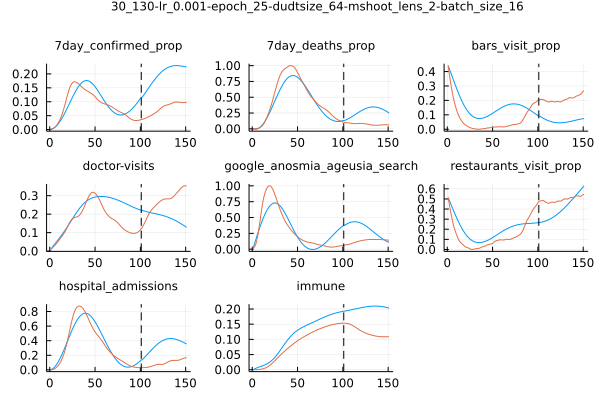 30_130-lr_0.001-epoch_25-dudtsize_64-mshoot_lens_2-batch_size_16
7day_confirmed_prop
0.20
0.15
0.10
0.05
0.00
0 50 100 150
7day_deaths_prop
1.00
0.75
0.50
0.25
0.00
0 50 100 150
bars_visit_prop
0.4
0.3
0.2
0.1
0.0
0 50 100 150
doctor-visits
0.3
0.2
0.1
0.0
0 50 100 150
google_anosmia_ageusia_search
1.00
0.75
0.50
0.25
0.00
0 50 100 150
restaurants_visit_prop
0.6
0.5
0.4
0.3
0.2
0.1
0.0
0 50 100 150
hospital_admissions
0.8
0.6
0.4
0.2
0.0
0 50 100 150
immune
0.20
0.15
0.10
0.05
0.00
0 50 100 150